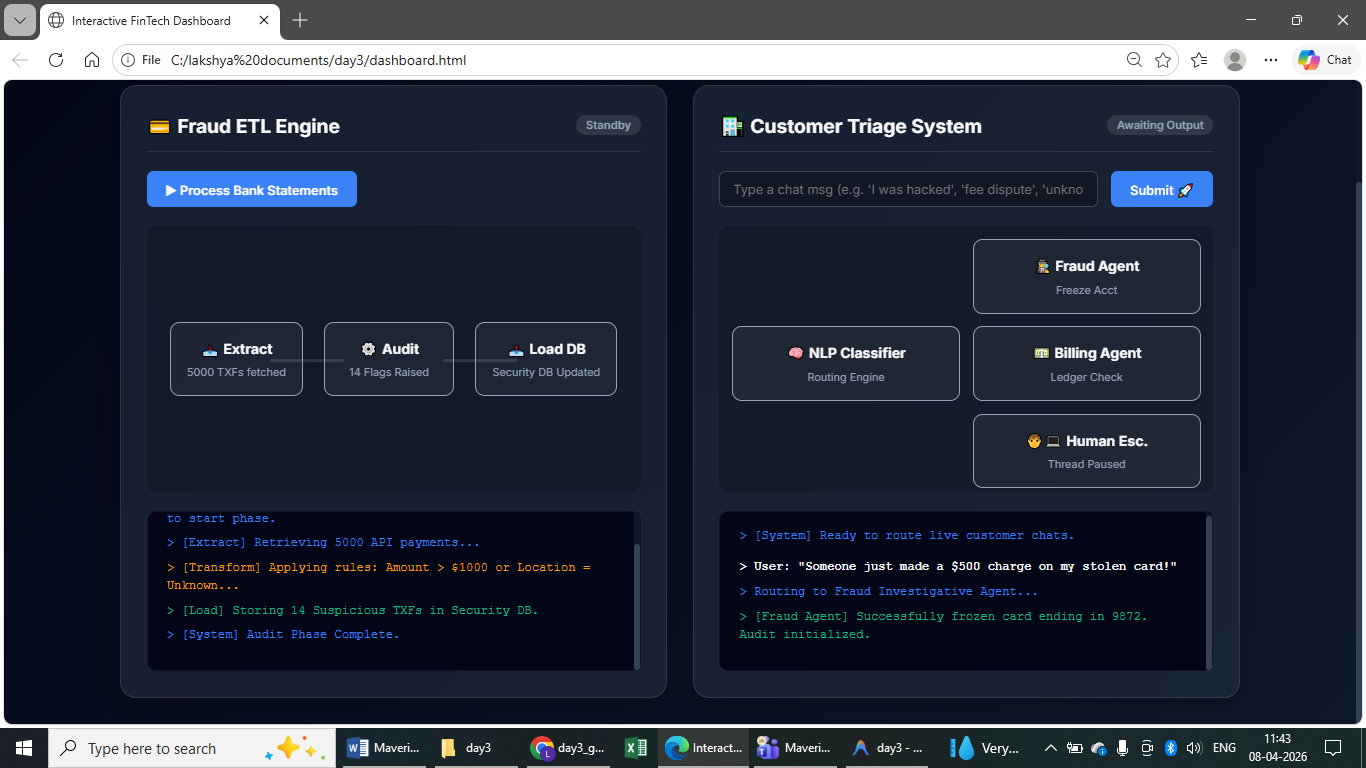 Interactive FinTech Dashboard
File C:/lakshya%20documents/day3/dashboard.html
Chat
💳 Fraud ETL Engine
Standby
▶ Process Bank Statements
Extract
5000 TXFs fetched
Audit
14 Flags Raised
Load DB
Security DB Updated
to start phase.
> [Extract] Retrieving 5000 API payments...
> [Transform] Applying rules: Amount > $1000 or Location =
Unknown...
> [Load] Storing 14 Suspicious TXFs in Security DB.
> [System] Audit Phase Complete.
🏥 Customer Triage System
Awaiting Output
Type a chat msg (e.g. 'I was hacked', 'fee dispute', 'unkno
Submit 🚀
Fraud Agent
Freeze Acct
NLP Classifier
Routing Engine
Billing Agent
Ledger Check
Human Esc.
Thread Paused
> [System] Ready to route live customer chats.
> User: "Someone just made a $500 charge on my stolen card!"
> Routing to Fraud Investigative Agent...
> [Fraud Agent] Successfully frozen card ending in 9872.
Audit initialized.
Type here to search
Maveri...
day3
day3_g...
Interact...
Maveri...
day3 - ...
Very...
ENG
11:43
08-04-2026